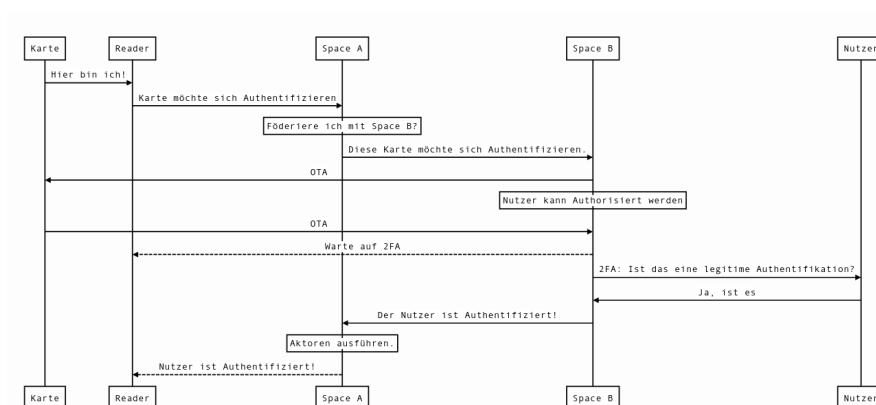 Karte Reader Space A Space B Nutzer
Hier bin ich!
Karte möchte sich Authentifizieren
Föderiere ich mit Space B?
Diese Karte möchte sich Authentifizieren.
OTA
Nutzer kann Authorisiert werden
OTA
Warte auf 2FA
2FA: Ist das eine legitime Authentifikation?
Ja, ist es
Der Nutzer ist Authentifiziert!
Aktoren ausführen.
Nutzer ist Authentifiziert!
Karte Reader Space A Space B Nutzer